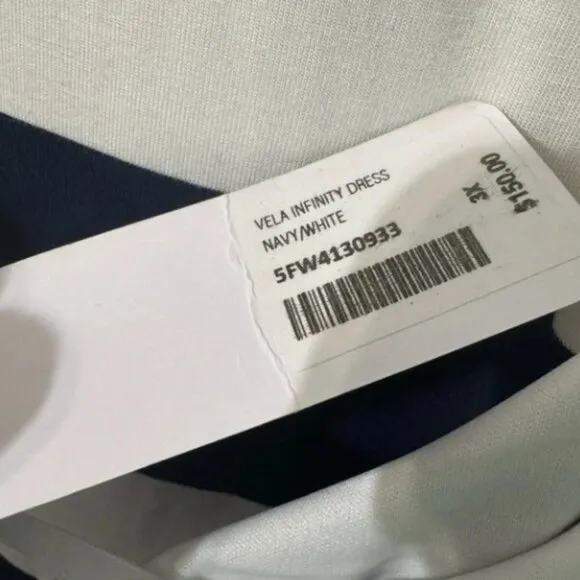 VELA INFINITY DRESS
NAVY/WHITE
5FW4130933
3X
$150.00